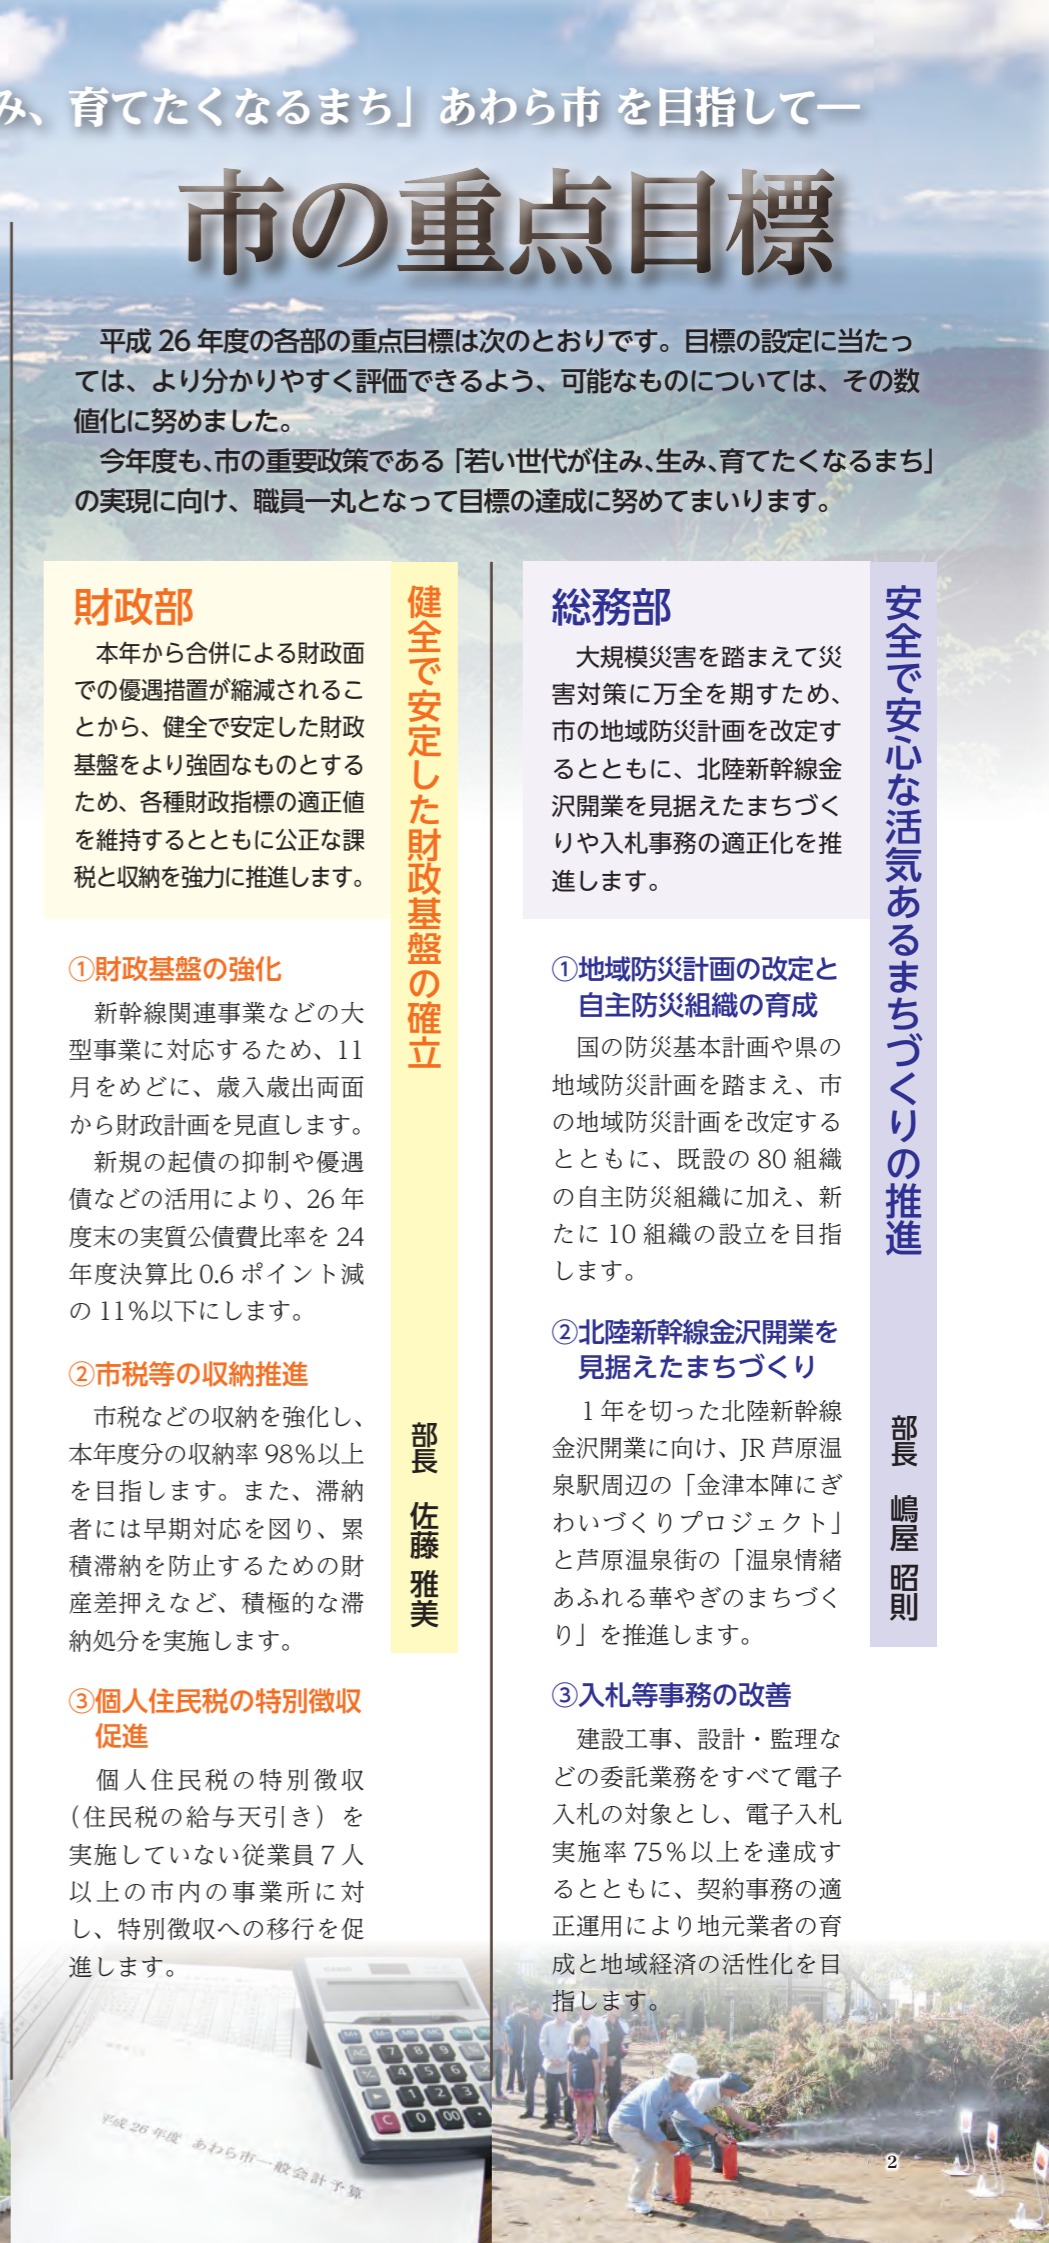 み、育てたくなるまち」あわら市 を目指して―
市の重点目標
平成 26 年度の各部の重点目標は次のとおりです。目標の設定に当たっ
ては、より分かりやすく評価できるよう、可能なものについては、その数
値化に努めました。
今年度も、市の重要政策である「若い世代が住み、生み、育てたくなるまち」
の実現に向け、職員一丸となって目標の達成に努めてまいります。
安全で安心な活気あるまちづくりの推進
部長 嶋屋 昭則
総務部
大規模災害を踏まえて災
害対策に万全を期すため、
市の地域防災計画を改定す
るとともに、北陸新幹線金
沢開業を見据えたまちづく
りや入札事務の適正化を推
進します。
①地域防災計画の改定と
自主防災組織の育成
国の防災基本計画や県の
地域防災計画を踏まえ、市
の地域防災計画を改定する
とともに、既設の 80 組織
の自主防災組織に加え、新
たに 10 組織の設立を目指
します。
②北陸新幹線金沢開業を
見据えたまちづくり
1 年を切った北陸新幹線
金沢開業に向け、JR 芦原温
泉駅周辺の「金津本陣にぎ
わいづくりプロジェクト」
と芦原温泉街の「温泉情緒
あふれる華やぎのまちづく
り」を推進します。
③入札等事務の改善
建設工事、設計・監理な
どの委託業務をすべて電子
入札の対象とし、電子入札
実施率 75％以上を達成す
るとともに、契約事務の適
正運用により地元業者の育
成と地域経済の活性化を目
指します。
健全で安定した財政基盤の確立
部長 佐藤 雅美
財政部
本年から合併による財政面
での優遇措置が縮減されるこ
とから、健全で安定した財政
基盤をより強固なものとする
ため、各種財政指標の適正値
を維持するとともに公正な課
税と収納を強力に推進します。
①財政基盤の強化
新幹線関連事業などの大
型事業に対応するため、11
月をめどに、歳入歳出両面
から財政計画を見直します。
新規の起債の抑制や優遇
債などの活用により、26 年
度末の実質公債費比率を 24
年度決算比 0.6 ポイント減
の 11％以下にします。
②市税等の収納推進
市税などの収納を強化し、
本年度分の収納率 98％以上
を目指します。また、滞納
者には早期対応を図り、累
積滞納を防止するための財
産差押えなど、積極的な滞
納処分を実施します。
③個人住民税の特別徴収
促進
個人住民税の特別徴収
（住民税の給与天引き）を
実施していない従業員７人
以上の市内の事業所に対
し、特別徴収への移行を促
進します。
平成 26 年度 あわら市一般会計予算
AC 7 8 9
4 5 6
1 2 3
C 0 00
2